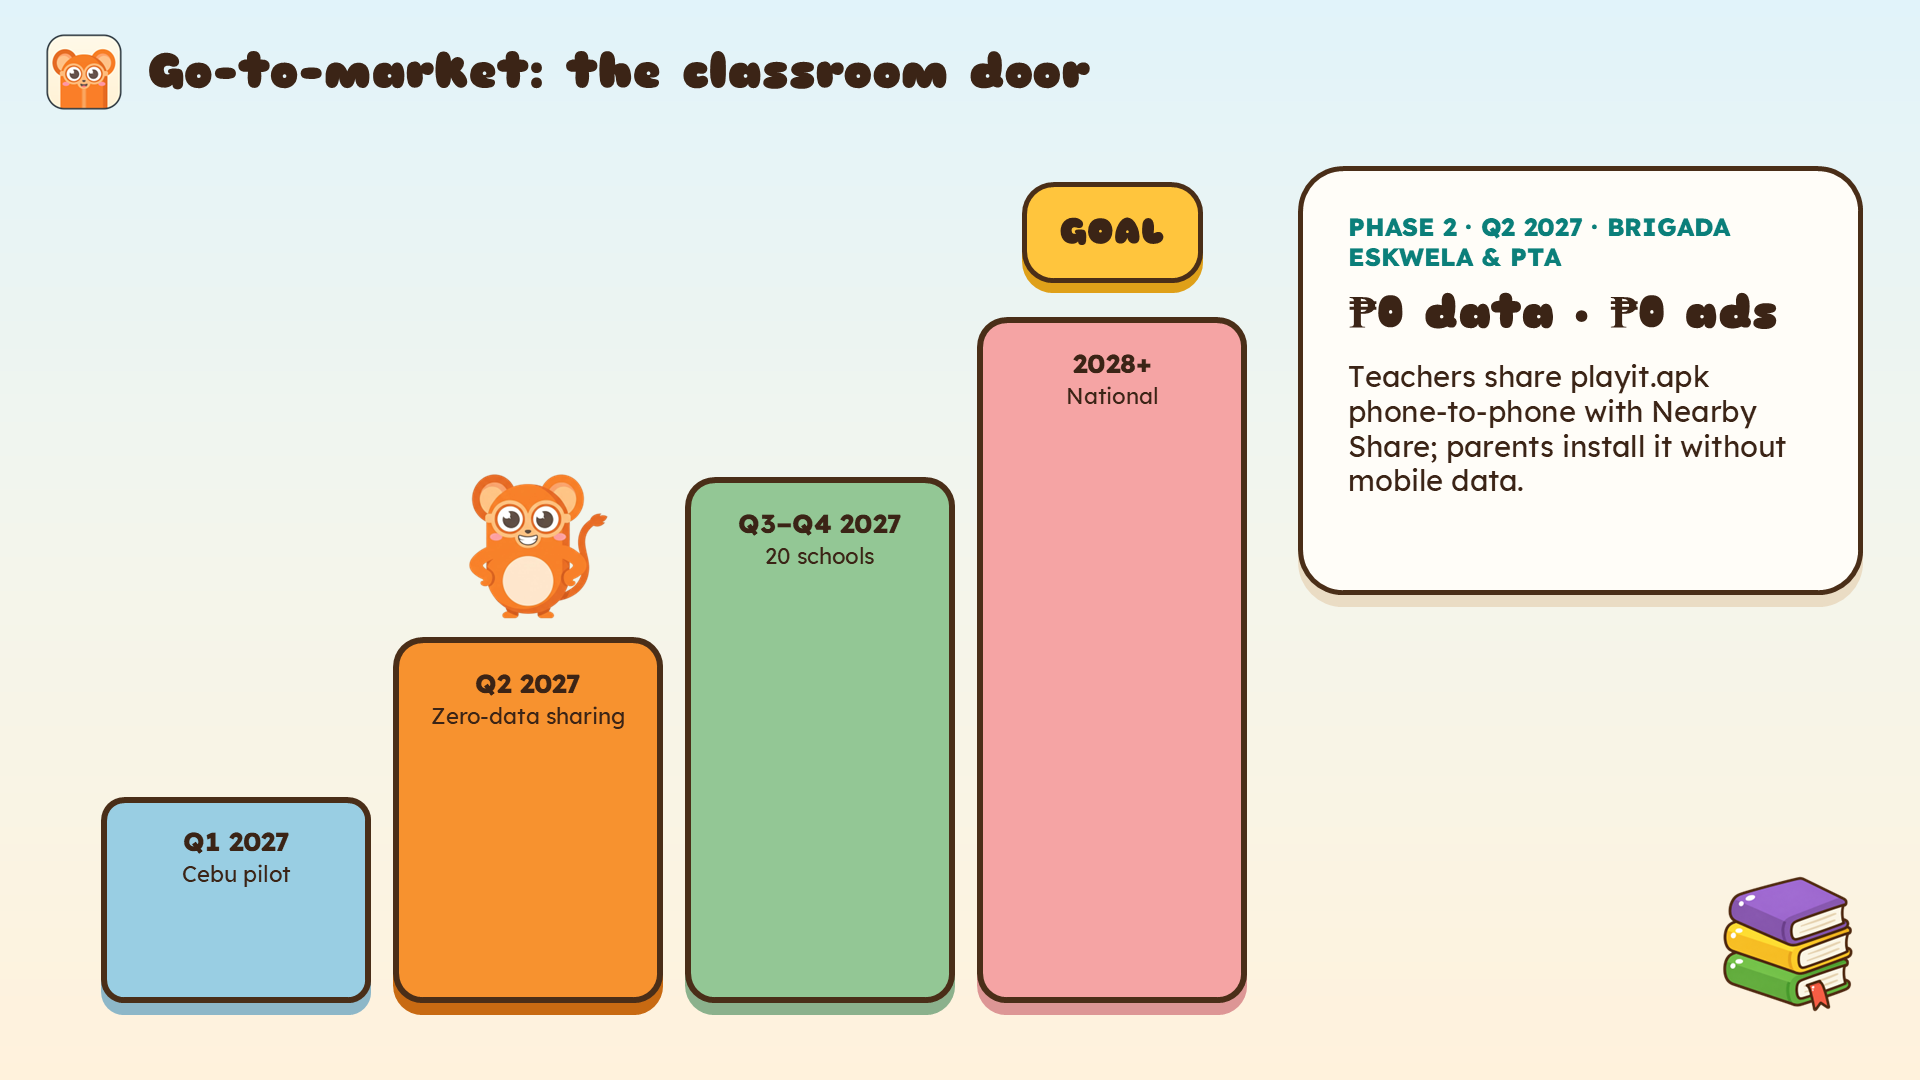 Go-to-market: the classroom door
GOAL
2028+
National
Q3–Q4 2027
20 schools
Q2 2027
Zero-data sharing
Q1 2027
Cebu pilot
PHASE 2 · Q2 2027 · BRIGADA
ESKWELA & PTA
₱0 data • ₱0 ads
Teachers share playit.apk
phone-to-phone with Nearby
Share; parents install it without
mobile data.